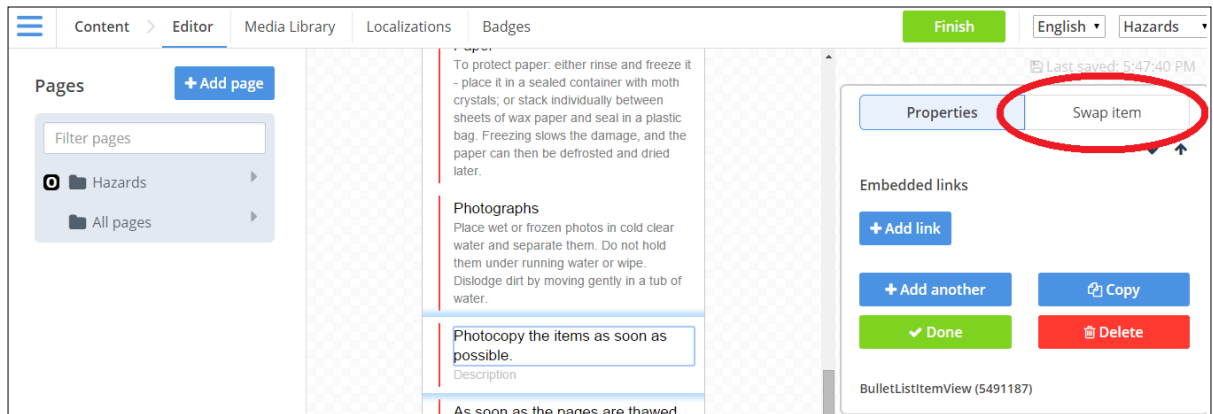 Content Editor Media Library Localizations Badges Finish English Hazards
Last saved: 5:47:40 PM
Pages
+ Add page
Filter pages
Hazards
All pages
Paper
To protect paper: either rinse and freeze it
- place it in a sealed container with moth
crystals; or stack individually between
sheets of wax paper and seal in a plastic
bag. Freezing slows the damage, and the
paper can then be defrosted and dried
later.
Photographs
Place wet or frozen photos in cold clear
water and separate them. Do not hold
them under running water or wipe.
Dislodge dirt by moving gently in a tub of
water.
Photocopy the items as soon as
possible.
Description
As soon as the pages are thawed
Properties Swap item
Embedded links
+ Add link
+ Add another Copy
Done Delete
BulletListItemView (5491187)